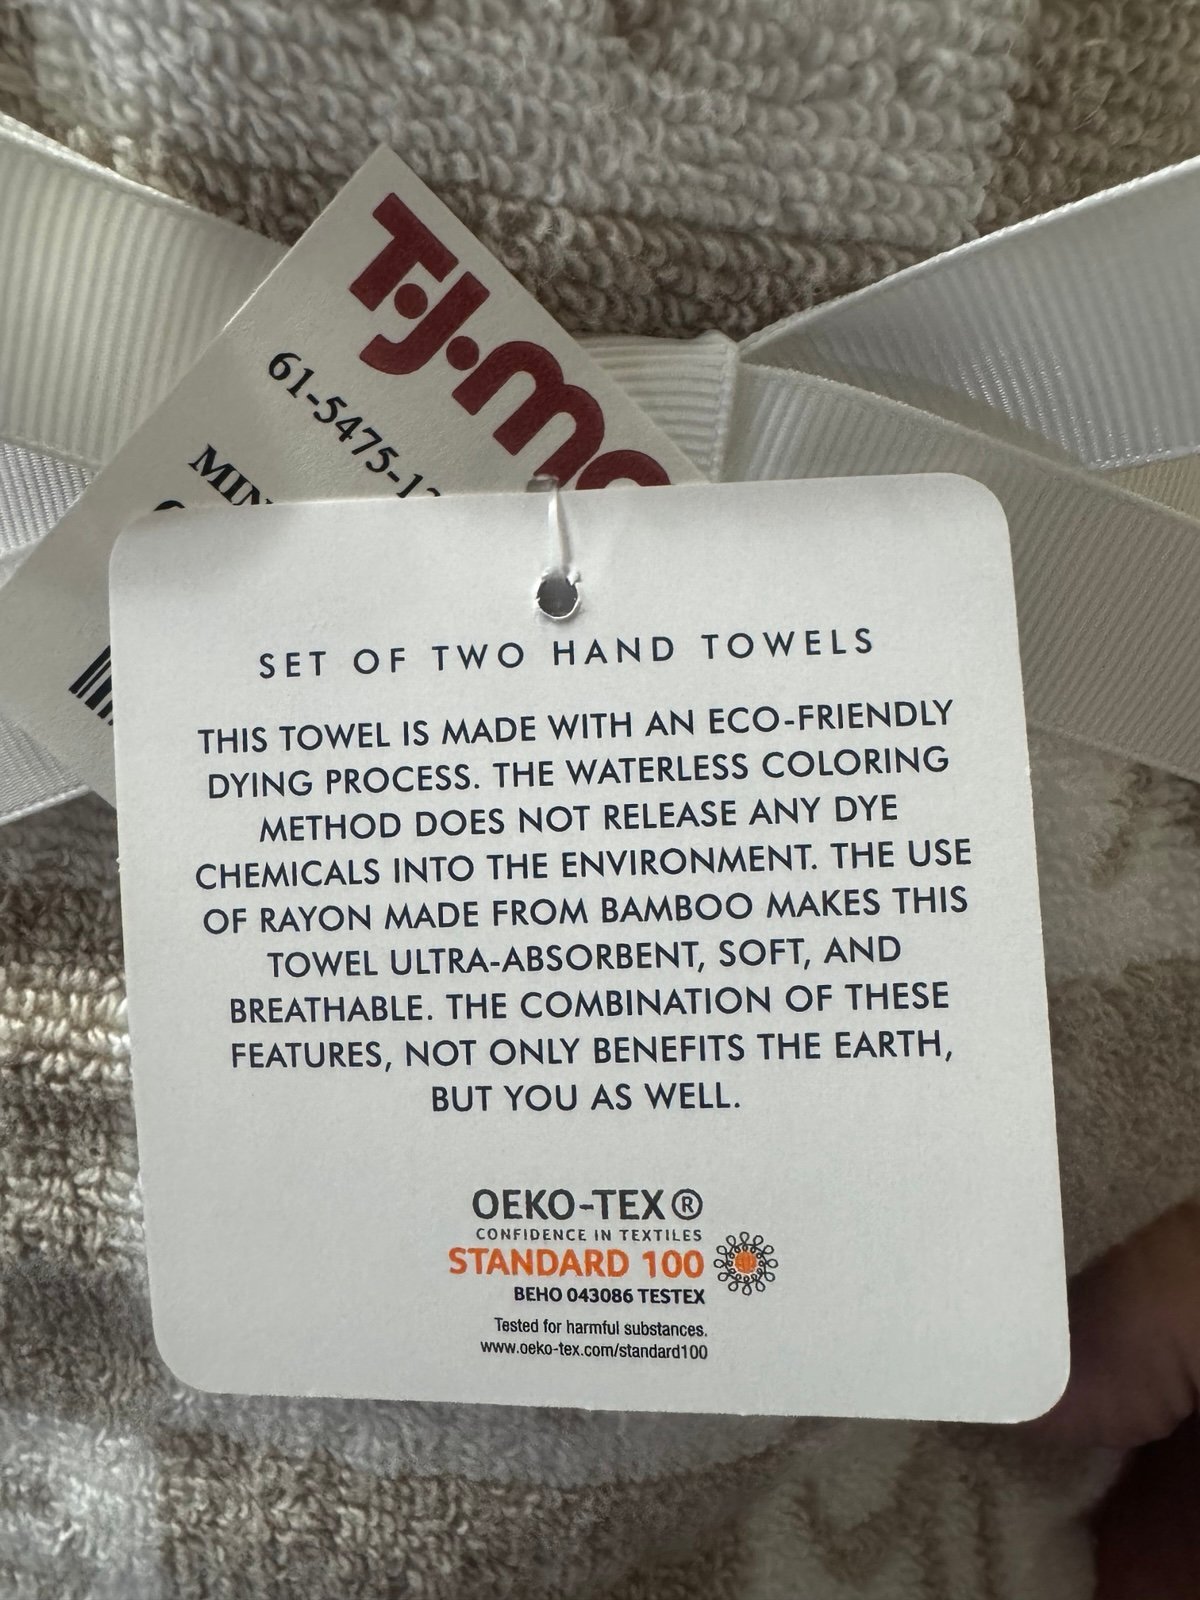 T·J·ma
61-5475-12
MIN
SET OF TWO HAND TOWELS
THIS TOWEL IS MADE WITH AN ECO-FRIENDLY
DYING PROCESS. THE WATERLESS COLORING
METHOD DOES NOT RELEASE ANY DYE
CHEMICALS INTO THE ENVIRONMENT. THE USE
OF RAYON MADE FROM BAMBOO MAKES THIS
TOWEL ULTRA-ABSORBENT, SOFT, AND
BREATHABLE. THE COMBINATION OF THESE
FEATURES, NOT ONLY BENEFITS THE EARTH,
BUT YOU AS WELL.
OEKO-TEX®
CONFIDENCE IN TEXTILES
STANDARD 100
BEHO 043086 TESTEX
Tested for harmful substances.
www.oeko-tex.com/standard100